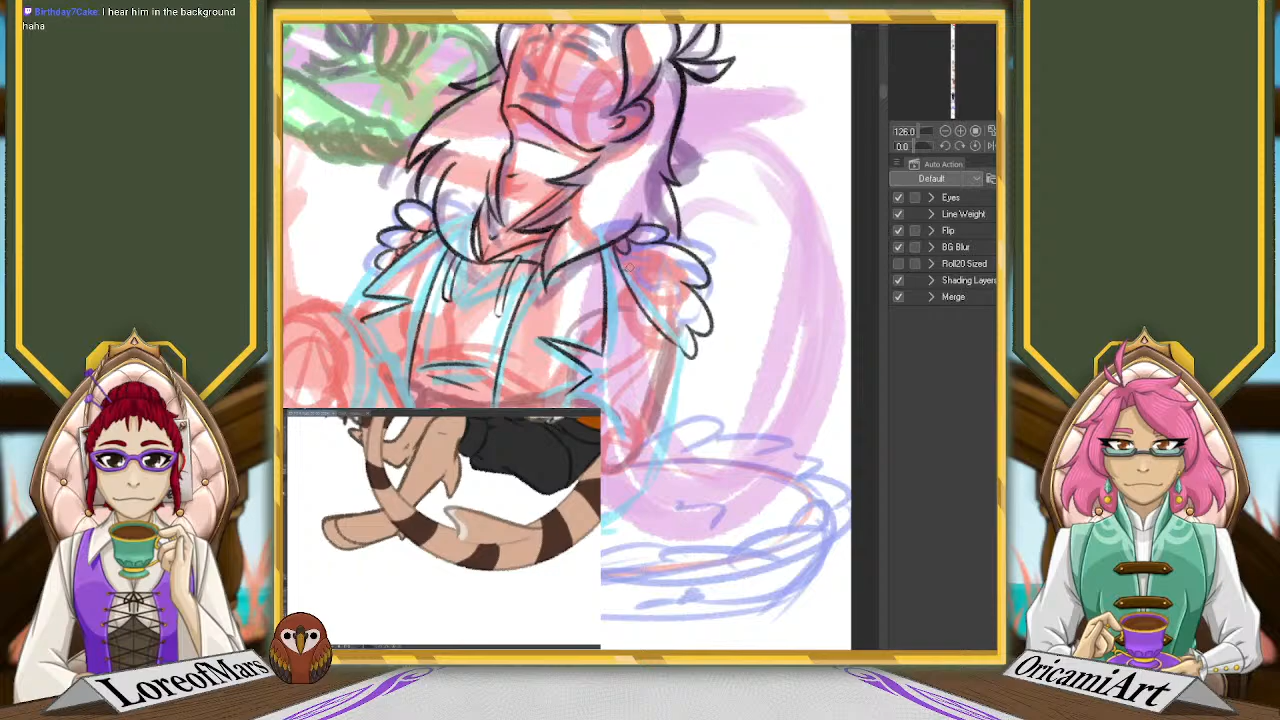 Birthday7Cake I hear him in the background
haha
126.0
0.0
Auto Action
Default
Eyes
Line Weight
Flip
BG Blur
Roll20 Sized
Shading Layers
Merge
LoreofMars
OricamiArt